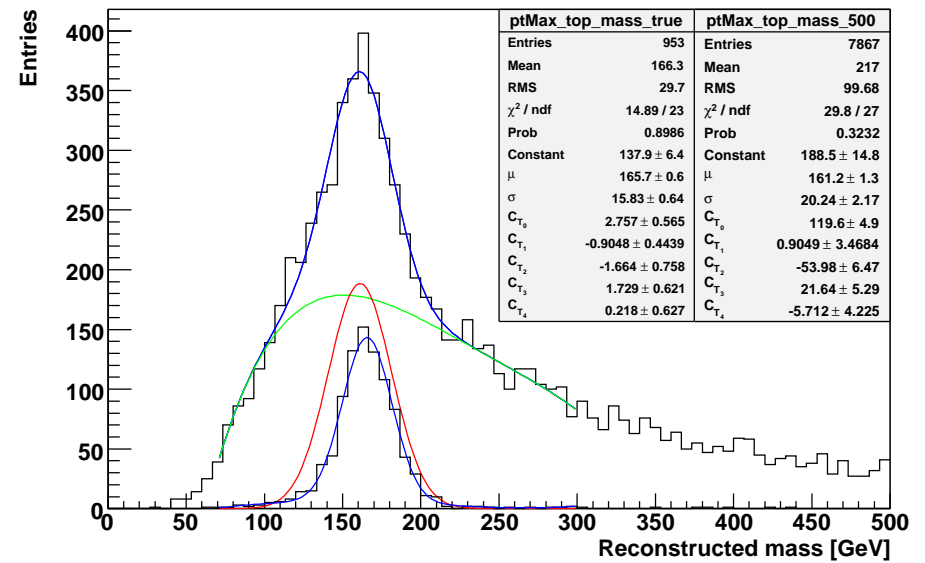 Entries
400
350
300
250
200
150
100
50
0
0 50 100 150 200 250 300 350 400 450 500
Reconstructed mass [GeV]
ptMax_top_mass_true
Entries 953
Mean 166.3
RMS 29.7
χ² / ndf 14.89 / 23
Prob 0.8986
Constant 137.9 ± 6.4
μ 165.7 ± 0.6
σ 15.83 ± 0.64
C_T₀ 2.757 ± 0.565
C_T₁ -0.9048 ± 0.4439
C_T₂ -1.664 ± 0.758
C_T₃ 1.729 ± 0.621
C_T₄ 0.218 ± 0.627
ptMax_top_mass_500
Entries 7867
Mean 217
RMS 99.68
χ² / ndf 29.8 / 27
Prob 0.3232
Constant 188.5 ± 14.8
μ 161.2 ± 1.3
σ 20.24 ± 2.17
C_T₀ 119.6 ± 4.9
C_T₁ 0.9049 ± 3.4684
C_T₂ -53.98 ± 6.47
C_T₃ 21.64 ± 5.29
C_T₄ -5.712 ± 4.225